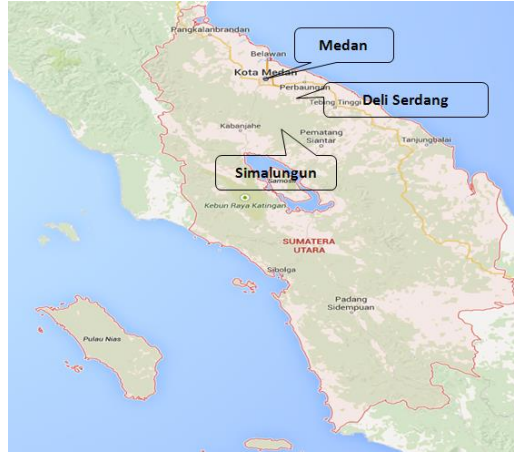 Pangkalanbrandan
Belawan
Medan
Kota Medan
Perbaungan
Deli Serdang
Tebing Tinggi
Kabanjahe
Pematang
Siantar
Tanjungbalai
Simalungun
Samosir
Kebun Raya Katingan
SUMATERA
UTARA
Sibolga
Padang
Sidempuan
Pulau Nias